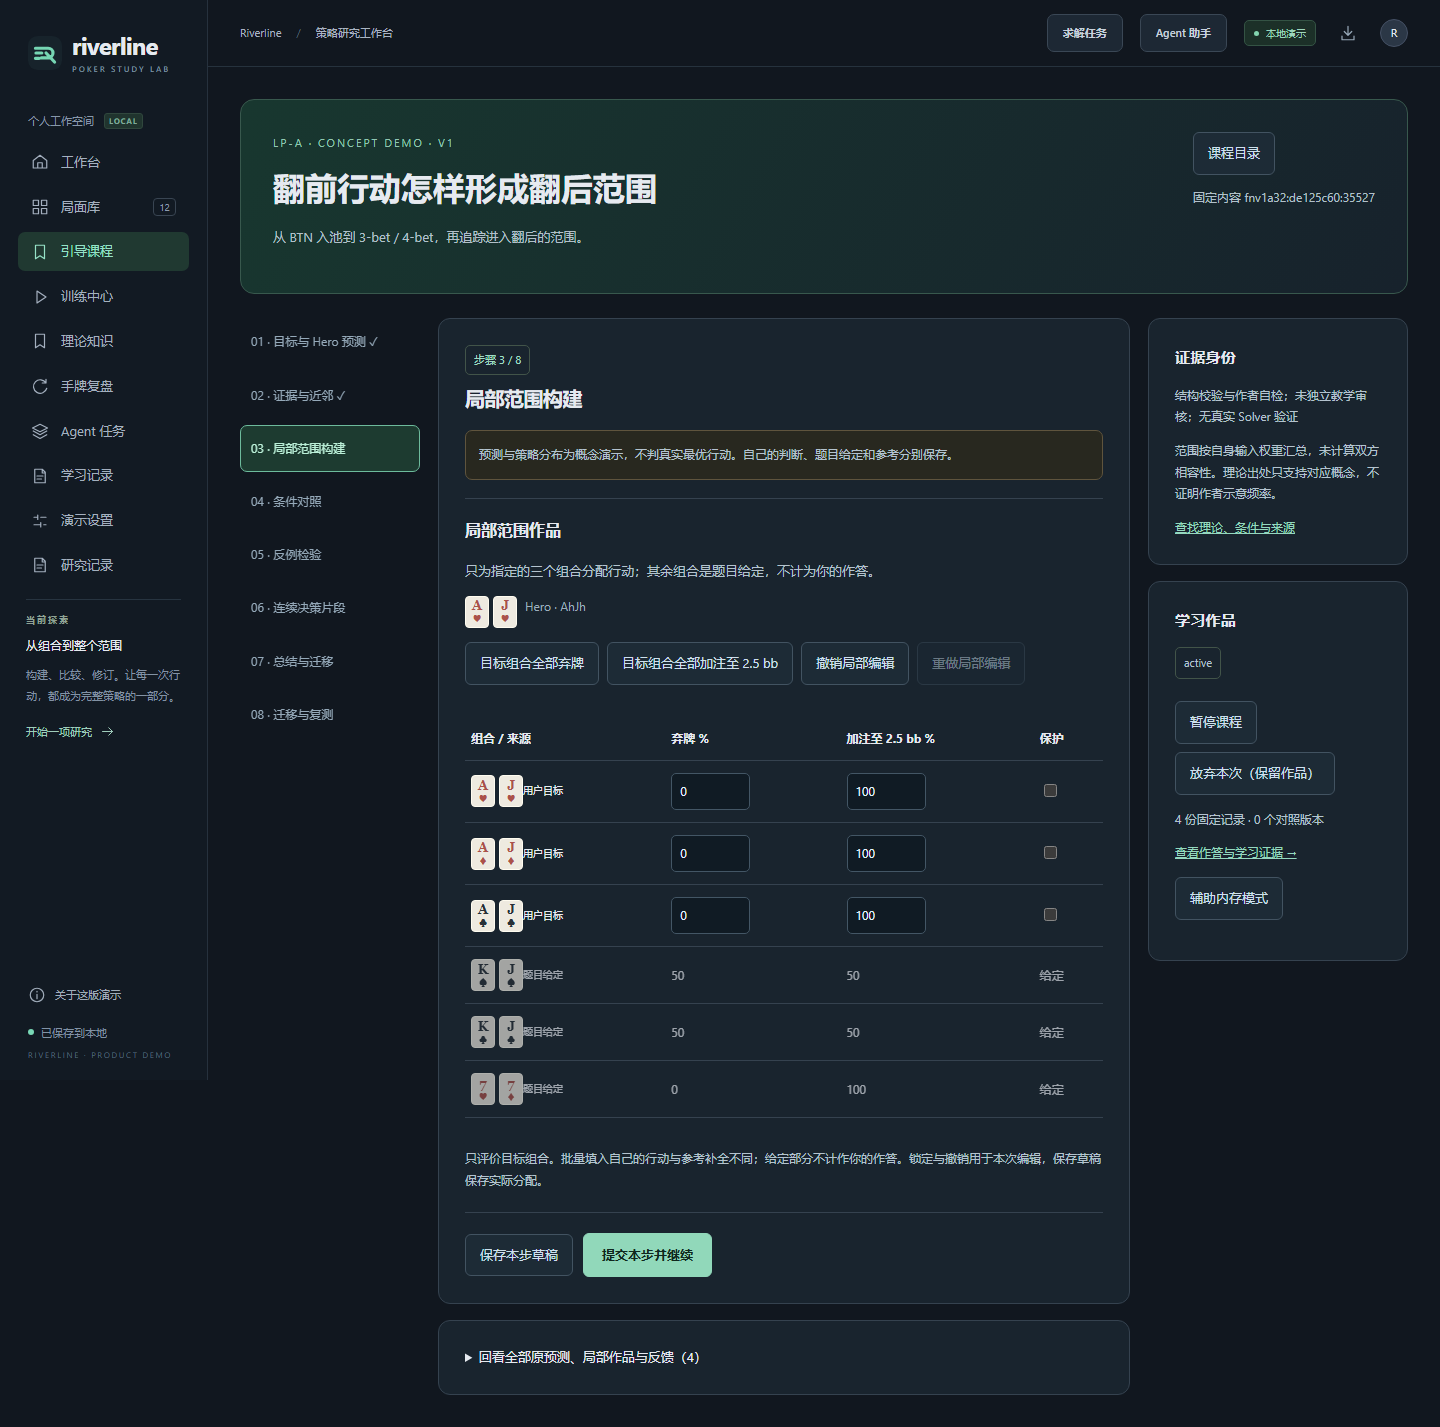 riverline
POKER STUDY LAB
个人工作空间 LOCAL
工作台
局面库 12
引导课程
训练中心
理论知识
手牌复盘
Agent 任务
学习记录
演示设置
研究记录
当前探索
从组合到整个范围
构建、比较、修订。让每一次行
动，都成为完整策略的一部分。
开始一项研究 →
关于这版演示
已保存到本地
RIVERLINE · PRODUCT DEMO
Riverline / 策略研究工作台
求解任务
Agent 助手
本地演示
R
LP-A · CONCEPT DEMO · V1
翻前行动怎样形成翻后范围
从 BTN 入池到 3-bet / 4-bet，再追踪进入翻后的范围。
课程目录
固定内容 fnv1a32:de125c60:35527
01 · 目标与 Hero 预测 ✓
02 · 证据与近邻 ✓
03 · 局部范围构建
04 · 条件对照
05 · 反例检验
06 · 连续决策片段
07 · 总结与迁移
08 · 迁移与复测
步骤 3 / 8
局部范围构建
预测与策略分布为概念演示，不判真实最优行动。自己的判断、题目给定和参考分别保存。
局部范围作品
只为指定的三个组合分配行动；其余组合是题目给定，不计为你的作答。
A♥ J♥ Hero · AhJh
目标组合全部弃牌
目标组合全部加注至 2.5 bb
撤销局部编辑
重做局部编辑
组合 / 来源 弃牌 % 加注至 2.5 bb % 保护
A♥ J♥ 用户目标 0 100
A♦ J♦ 用户目标 0 100
A♣ J♣ 用户目标 0 100
K♠ J♠ 题目给定 50 50 给定
K♣ J♣ 题目给定 50 50 给定
7♥ 7♦ 题目给定 0 100 给定
只评价目标组合。批量填入自己的行动与参考补全不同；给定部分不计作你的作答。锁定与撤销用于本次编辑，保存草稿
保存实际分配。
保存本步草稿
提交本步并继续
▶ 回看全部原预测、局部作品与反馈（4）
证据身份
结构校验与作者自检；未独立教学审
核；无真实 Solver 验证
范围按自身输入权重汇总，未计算双方
相容性。理论出处只支持对应概念，不
证明作者示意频率。
查找理论、条件与来源
学习作品
active
暂停课程
放弃本次（保留作品）
4 份固定记录 · 0 个对照版本
查看作答与学习证据 →
辅助内存模式